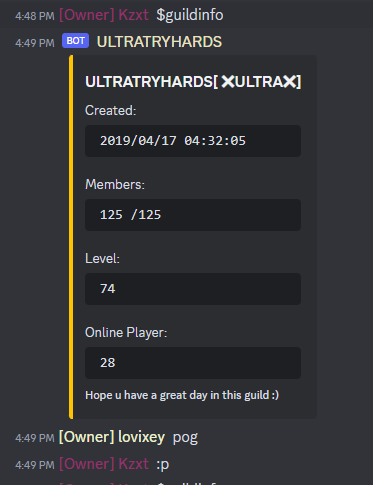 4:48 PM [Owner] Kzxt $guildinfo
4:49 PM BOT ULTRATRYHARDS
ULTRATRYHARDS[ ❌ULTRA❌]
Created:
2019/04/17 04:32:05
Members:
125 /125
Level:
74
Online Player:
28
Hope u have a great day in this guild :)
4:49 PM [Owner] lovixey pog
4:49 PM [Owner] Kzxt :p